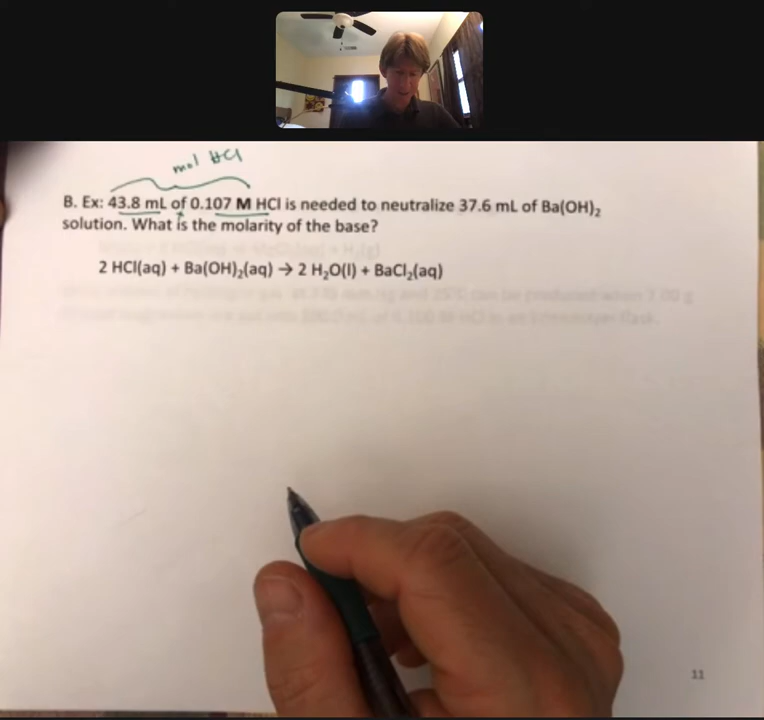 mol HCl
B. Ex: 43.8 mL of 0.107 M HCl is needed to neutralize 37.6 mL of Ba(OH)₂
solution. What is the molarity of the base?
2 HCl(aq) + Ba(OH)₂(aq) → 2 H₂O(l) + BaCl₂(aq)
11